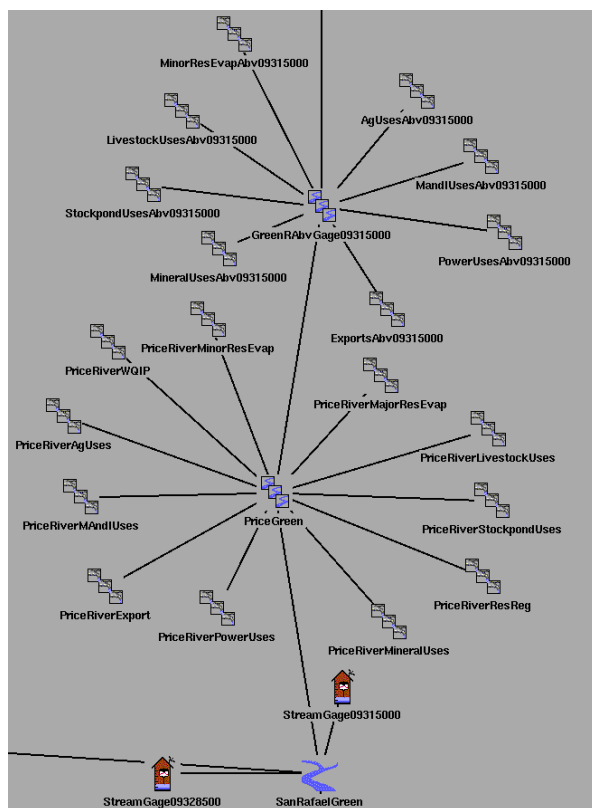 MinorResEvapAbv09315000
AgUsesAbv09315000
LivestockUsesAbv09315000
MandIUsesAbv09315000
StockpondUsesAbv09315000
GreenRAbvGage09315000
PowerUsesAbv09315000
MineralUsesAbv09315000
ExportsAbv09315000
PriceRiverMinorResEvap
PriceRiverWQIP
PriceRiverMajorResEvap
PriceRiverAgUses
PriceRiverLivestockUses
PriceRiverMAndIUses
PriceGreen
PriceRiverStockpondUses
PriceRiverResReg
PriceRiverExport
PriceRiverPowerUses
PriceRiverMineralUses
StreamGage09315000
StreamGage09328500
SanRafaelGreen